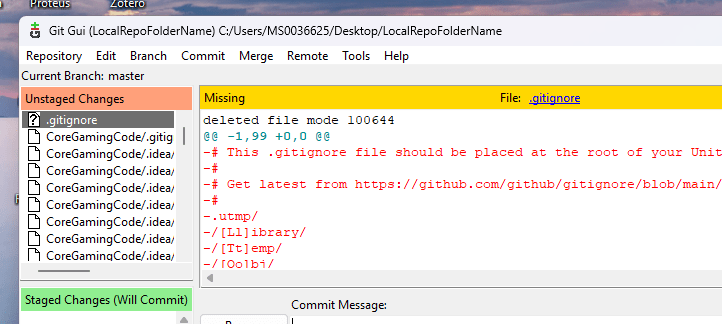 Proteus
Zotero
Git Gui (LocalRepoFolderName) C:/Users/MS0036625/Desktop/LocalRepoFolderName
Repository Edit Branch Commit Merge Remote Tools Help
Current Branch: master
Unstaged Changes
.gitignore
CoreGamingCode/.gitig
CoreGamingCode/.idea/
CoreGamingCode/.idea/
CoreGamingCode/.idea/
CoreGamingCode/.idea/
CoreGamingCode/.idea/
CoreGamingCode/.idea/
CoreGamingCode/.idea/
Staged Changes (Will Commit)
Missing File: .gitignore
deleted file mode 100644
@@ -1,99 +0,0 @@
-# This .gitignore file should be placed at the root of your Unit
-#
-# Get latest from https://github.com/github/gitignore/blob/main/
-#
-.utmp/
-/[Ll]ibrary/
-/[Tt]emp/
-/[Oo]bj/
Commit Message: